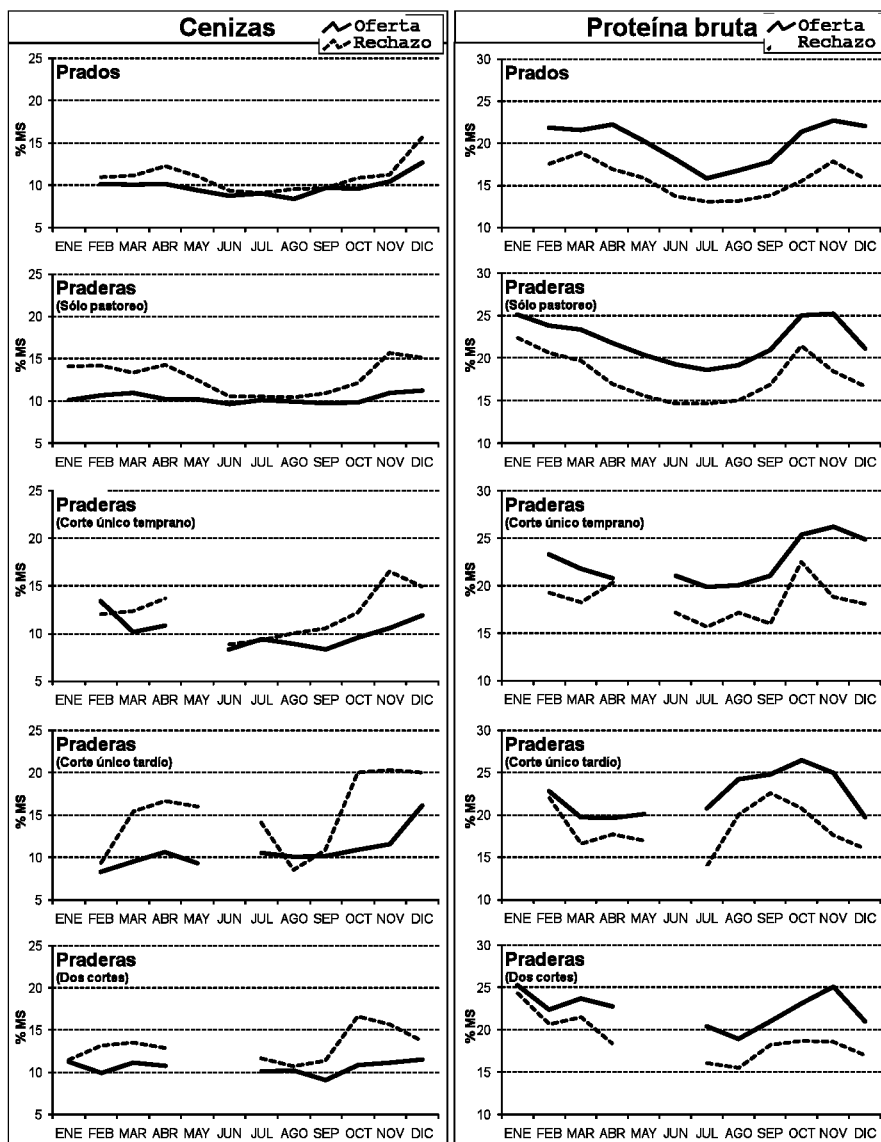 Cenizas
Oferta
Rechazo
Proteína bruta
Oferta
Rechazo
Prados
25
20
15
10
5
% MS
ENE FEB MAR ABR MAY JUN JUL AGO SEP OCT NOV DIC
Prados
30
25
20
15
10
% MS
ENE FEB MAR ABR MAY JUN JUL AGO SEP OCT NOV DIC
Praderas
(Sólo pastoreo)
25
20
15
10
5
% MS
ENE FEB MAR ABR MAY JUN JUL AGO SEP OCT NOV DIC
Praderas
(Sólo pastoreo)
30
25
20
15
10
% MS
ENE FEB MAR ABR MAY JUN JUL AGO SEP OCT NOV DIC
Praderas
(Corte único temprano)
25
20
15
10
5
% MS
ENE FEB MAR ABR MAY JUN JUL AGO SEP OCT NOV DIC
Praderas
(Corte único temprano)
30
25
20
15
10
% MS
ENE FEB MAR ABR MAY JUN JUL AGO SEP OCT NOV DIC
Praderas
(Corte único tardío)
25
20
15
10
5
% MS
ENE FEB MAR ABR MAY JUN JUL AGO SEP OCT NOV DIC
Praderas
(Corte único tardío)
30
25
20
15
10
% MS
ENE FEB MAR ABR MAY JUN JUL AGO SEP OCT NOV DIC
Praderas
(Dos cortes)
25
20
15
10
5
% MS
ENE FEB MAR ABR MAY JUN JUL AGO SEP OCT NOV DIC
Praderas
(Dos cortes)
30
25
20
15
10
% MS
ENE FEB MAR ABR MAY JUN JUL AGO SEP OCT NOV DIC